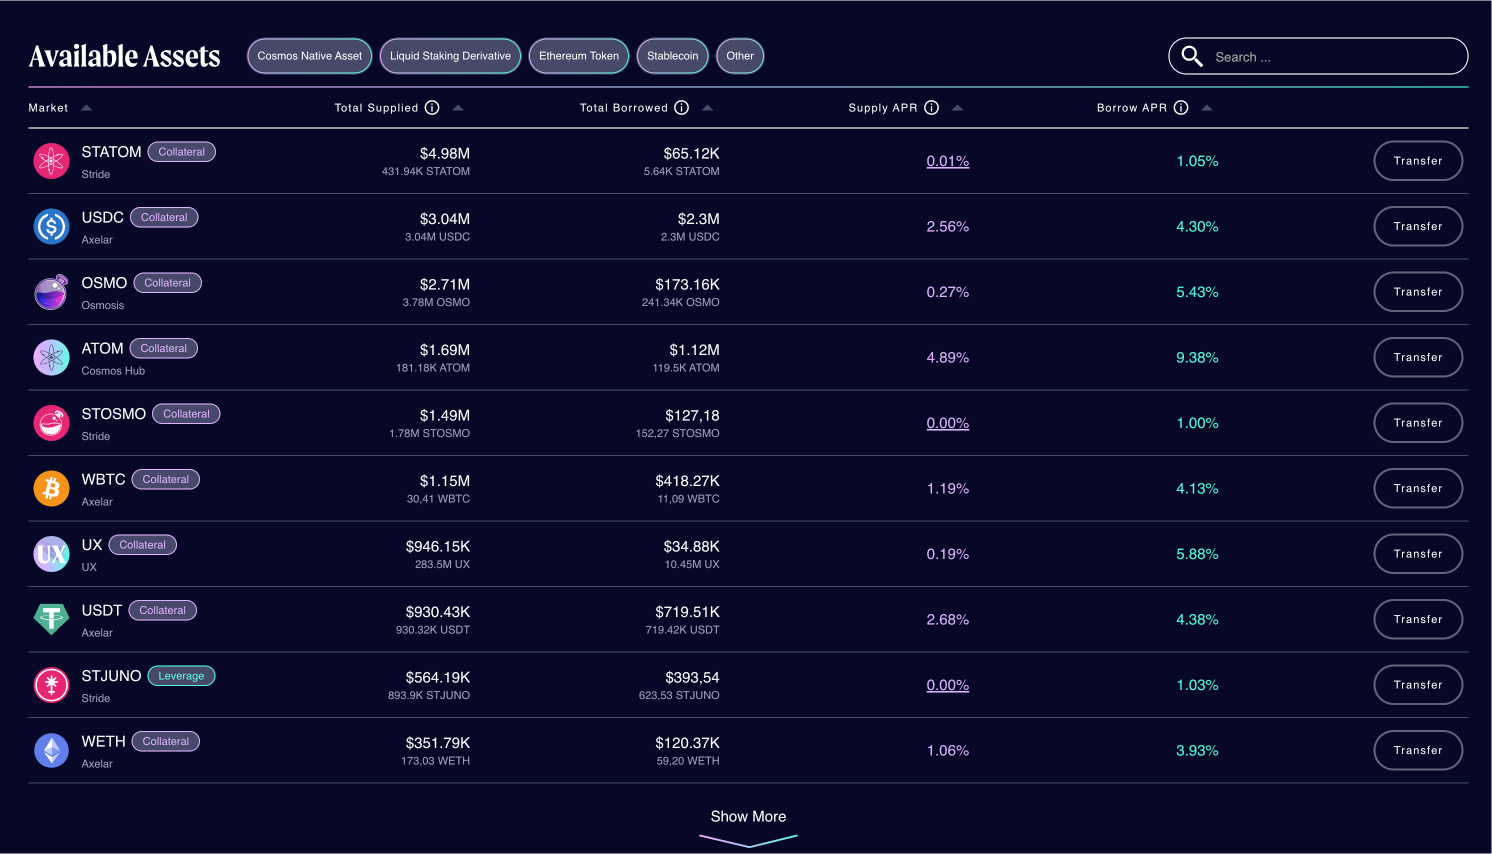 Available Assets Cosmos Native Asset Liquid Staking Derivative Ethereum Token Stablecoin Other Search ...
Market Total Supplied Total Borrowed Supply APR Borrow APR
STATOM Collateral $4.98M $65.12K 0.01% 1.05% Transfer
Stride 431.94K STATOM 5.64K STATOM
USDC Collateral $3.04M $2.3M 2.56% 4.30% Transfer
Axelar 3.04M USDC 2.3M USDC
OSMO Collateral $2.71M $173.16K 0.27% 5.43% Transfer
Osmosis 3.78M OSMO 241.34K OSMO
ATOM Collateral $1.69M $1.12M 4.89% 9.38% Transfer
Cosmos Hub 181.18K ATOM 119.5K ATOM
STOSMO Collateral $1.49M $127,18 0.00% 1.00% Transfer
Stride 1.78M STOSMO 152,27 STOSMO
WBTC Collateral $1.15M $418.27K 1.19% 4.13% Transfer
Axelar 30,41 WBTC 11,09 WBTC
UX UX Collateral $946.15K $34.88K 0.19% 5.88% Transfer
UX 283.5M UX 10.45M UX
USDT Collateral $930.43K $719.51K 2.68% 4.38% Transfer
Axelar 930.32K USDT 719.42K USDT
STJUNO Leverage $564.19K $393,54 0.00% 1.03% Transfer
Stride 893.9K STJUNO 623,53 STJUNO
WETH Collateral $351.79K $120.37K 1.06% 3.93% Transfer
Axelar 173,03 WETH 59,20 WETH
Show More